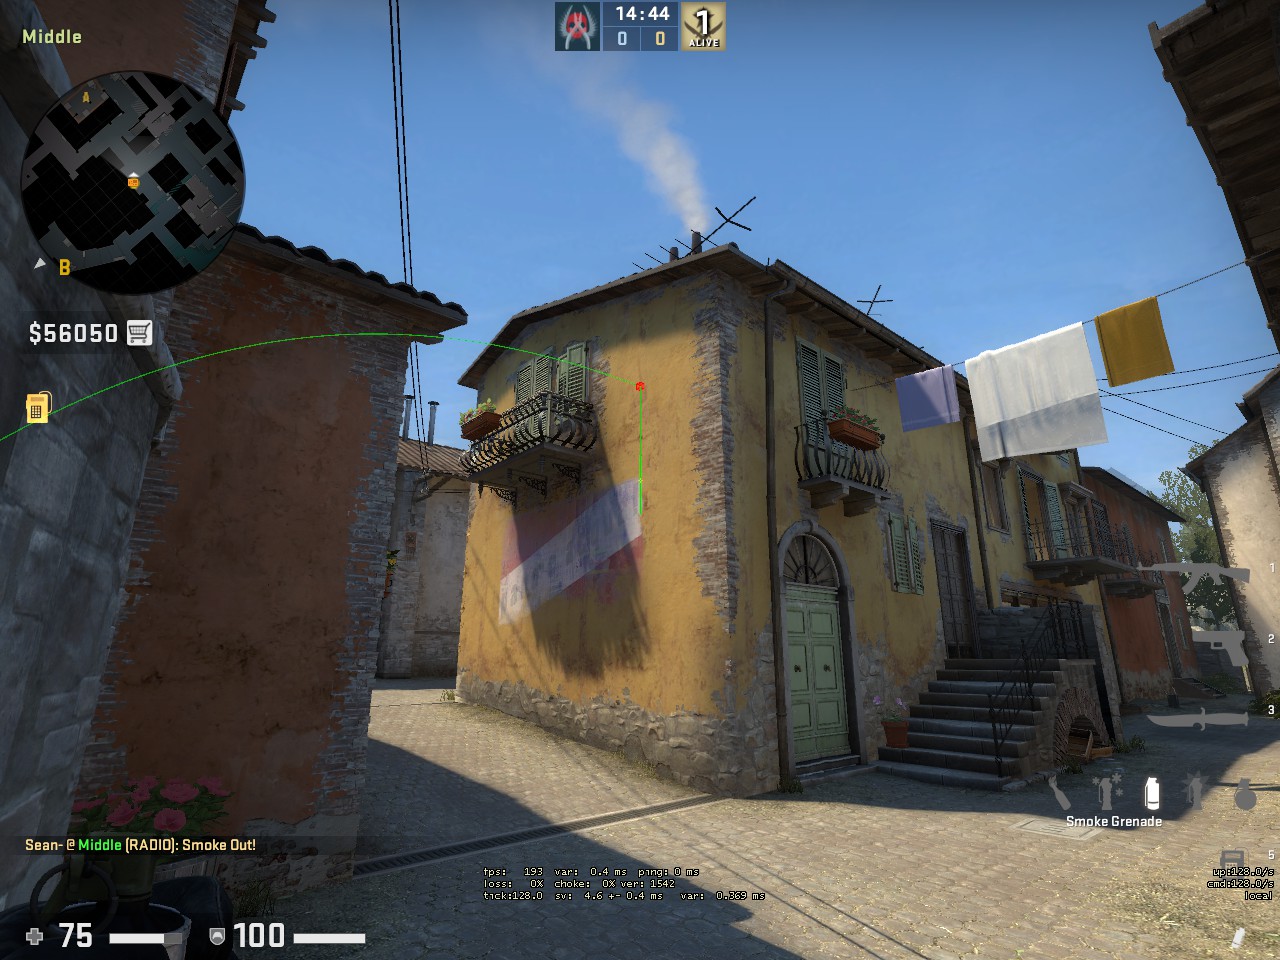 Middle
14:44
0 0
1
ALIVE
B
$56050
1
2
3
Smoke Grenade
Sean- @ Middle (RADIO): Smoke Out!
5
fps: 193 var: 0.4 ms ping: 0 ms
loss: 0% choke: 0% ver: 1542
tick:128.0 sv: 4.6 +- 0.4 ms var: 0.369 ms
up:128.0/s
cmd:128.0/s
local
75
100